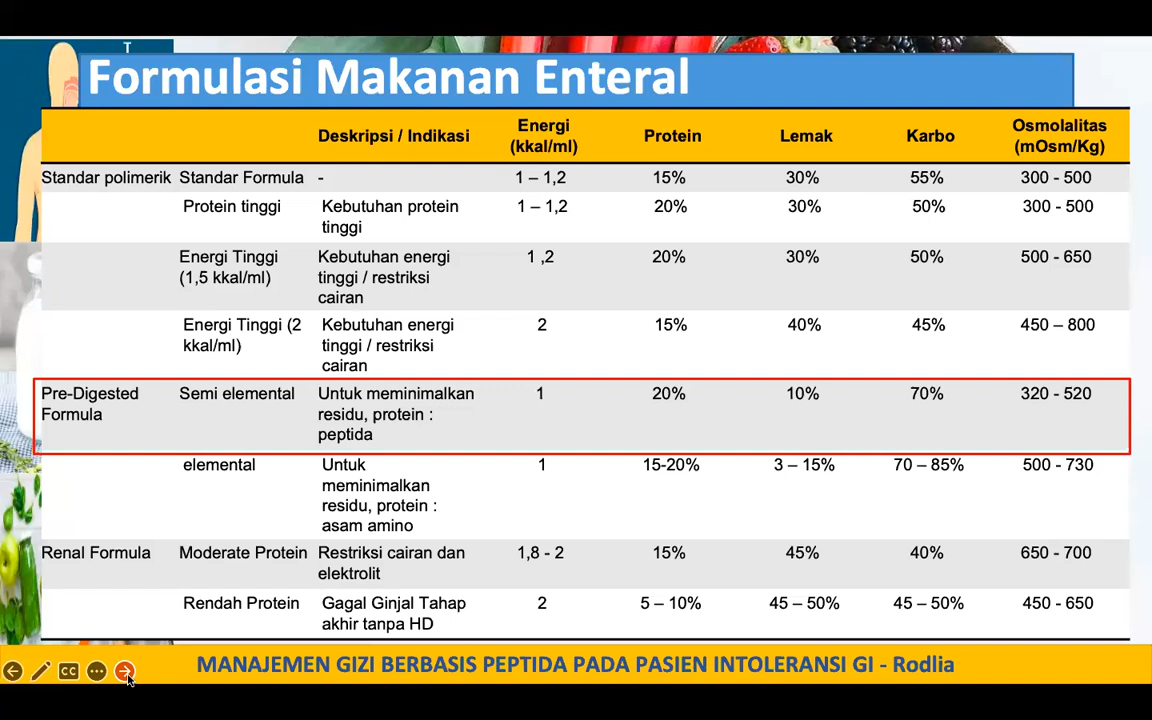 T
Formulasi Makanan Enteral
Deskripsi / Indikasi Energi (kkal/ml) Protein Lemak Karbo Osmolalitas (mOsm/Kg)
Standar polimerik Standar Formula - 1 – 1,2 15% 30% 55% 300 - 500
Protein tinggi Kebutuhan protein 1 – 1,2 20% 30% 50% 300 - 500
tinggi
Energi Tinggi Kebutuhan energi 1 ,2 20% 30% 50% 500 - 650
(1,5 kkal/ml) tinggi / restriksi
cairan
Energi Tinggi (2 Kebutuhan energi 2 15% 40% 45% 450 – 800
kkal/ml) tinggi / restriksi
cairan
Pre-Digested Semi elemental Untuk meminimalkan 1 20% 10% 70% 320 - 520
Formula residu, protein :
peptida
elemental Untuk 1 15-20% 3 – 15% 70 – 85% 500 - 730
meminimalkan
residu, protein :
asam amino
Renal Formula Moderate Protein Restriksi cairan dan 1,8 - 2 15% 45% 40% 650 - 700
elektrolit
Rendah Protein Gagal Ginjal Tahap 2 5 – 10% 45 – 50% 45 – 50% 450 - 650
akhir tanpa HD
CC
MANAJEMEN GIZI BERBASIS PEPTIDA PADA PASIEN INTOLERANSI GI - Rodlia